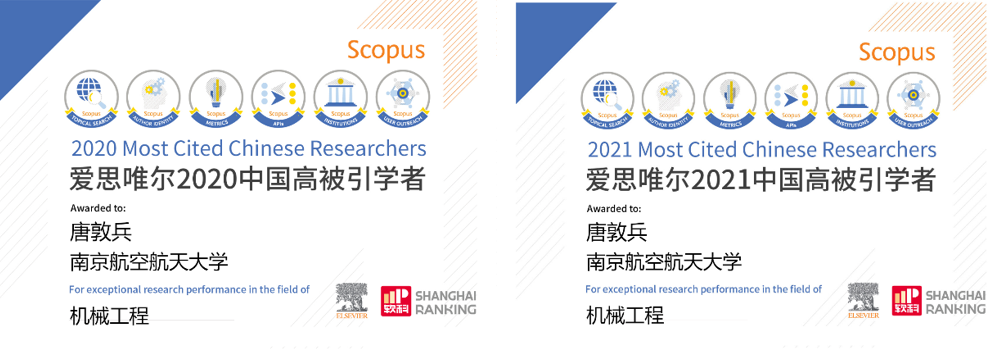 Scopus
Scopus Scopus Scopus Scopus Scopus Scopus
TOPICAL SEARCH AUTHOR IDENTITY METRICS APIs INSTITUTIONS USER OUTREACH
2020 Most Cited Chinese Researchers
爱思唯尔2020中国高被引学者
Awarded to:
唐敦兵
南京航空航天大学
For exceptional research performance in the field of
机械工程
ELSEVIER
软科
SHANGHAI
RANKING
Scopus
Scopus Scopus Scopus Scopus Scopus Scopus
TOPICAL SEARCH AUTHOR IDENTITY METRICS APIs INSTITUTIONS USER OUTREACH
2021 Most Cited Chinese Researchers
爱思唯尔2021中国高被引学者
Awarded to:
唐敦兵
南京航空航天大学
For exceptional research performance in the field of
机械工程
ELSEVIER
软科
SHANGHAI
RANKING